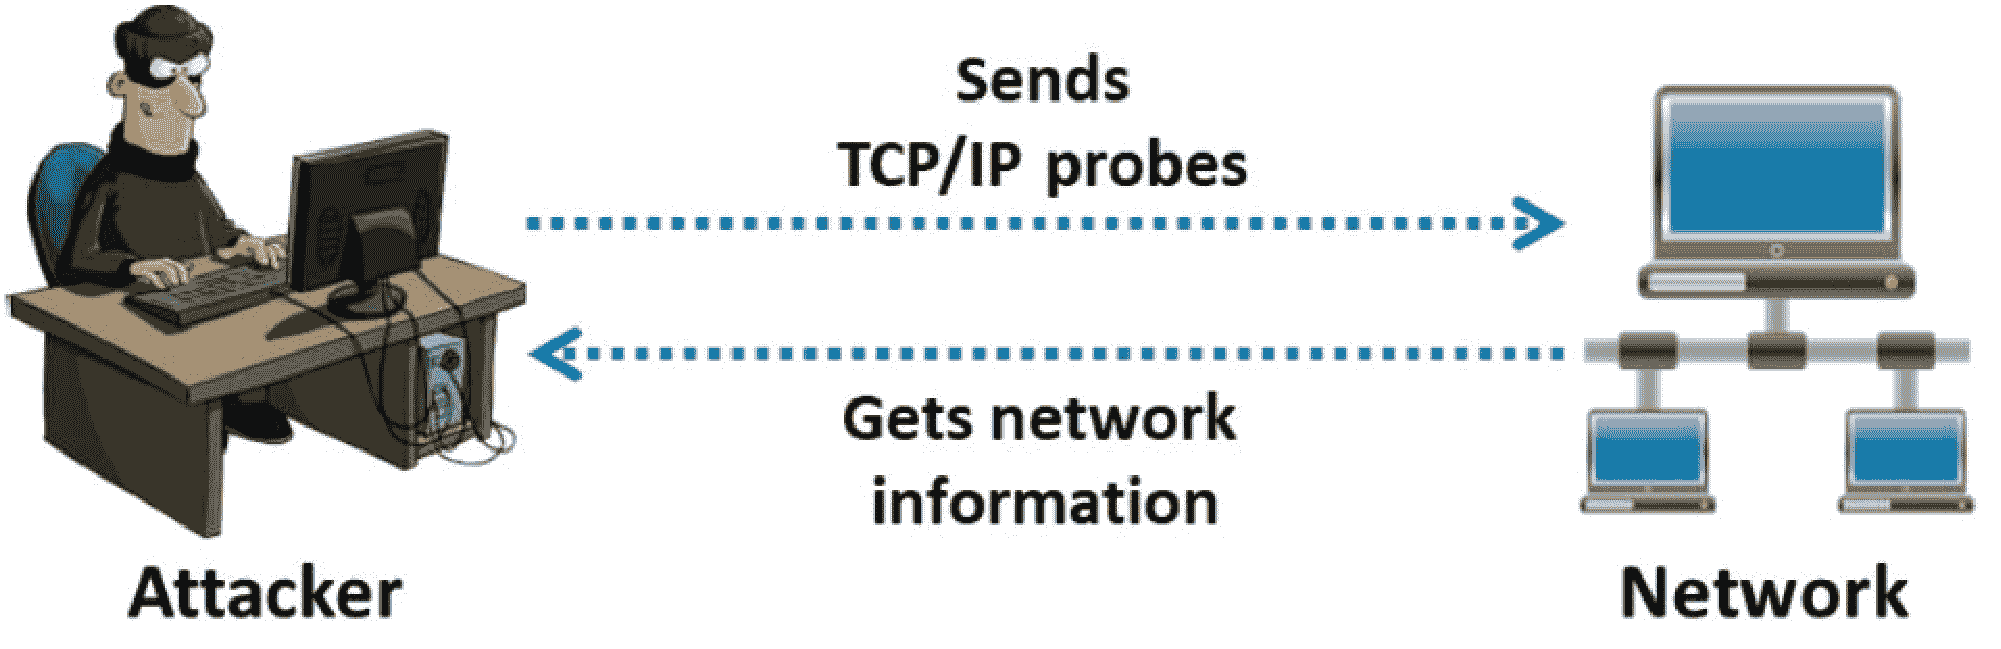 Sends
TCP/IP probes
Gets network
information
Attacker
Network